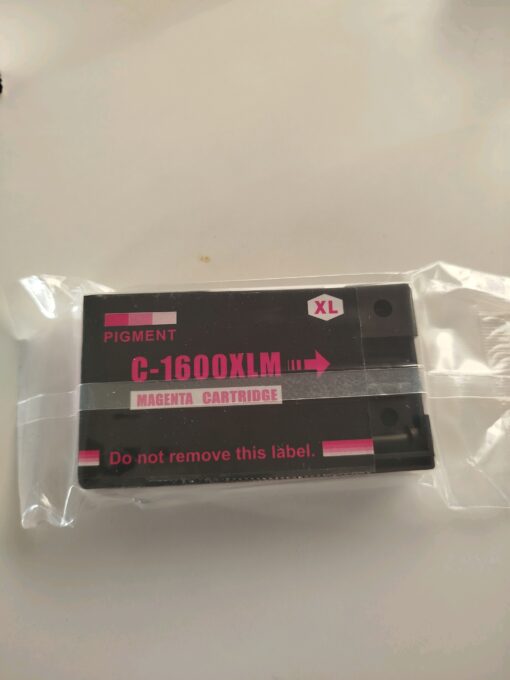 XL
PIGMENT
C-1600XLM
MAGENTA CARTRIDGE
Do not remove this label.